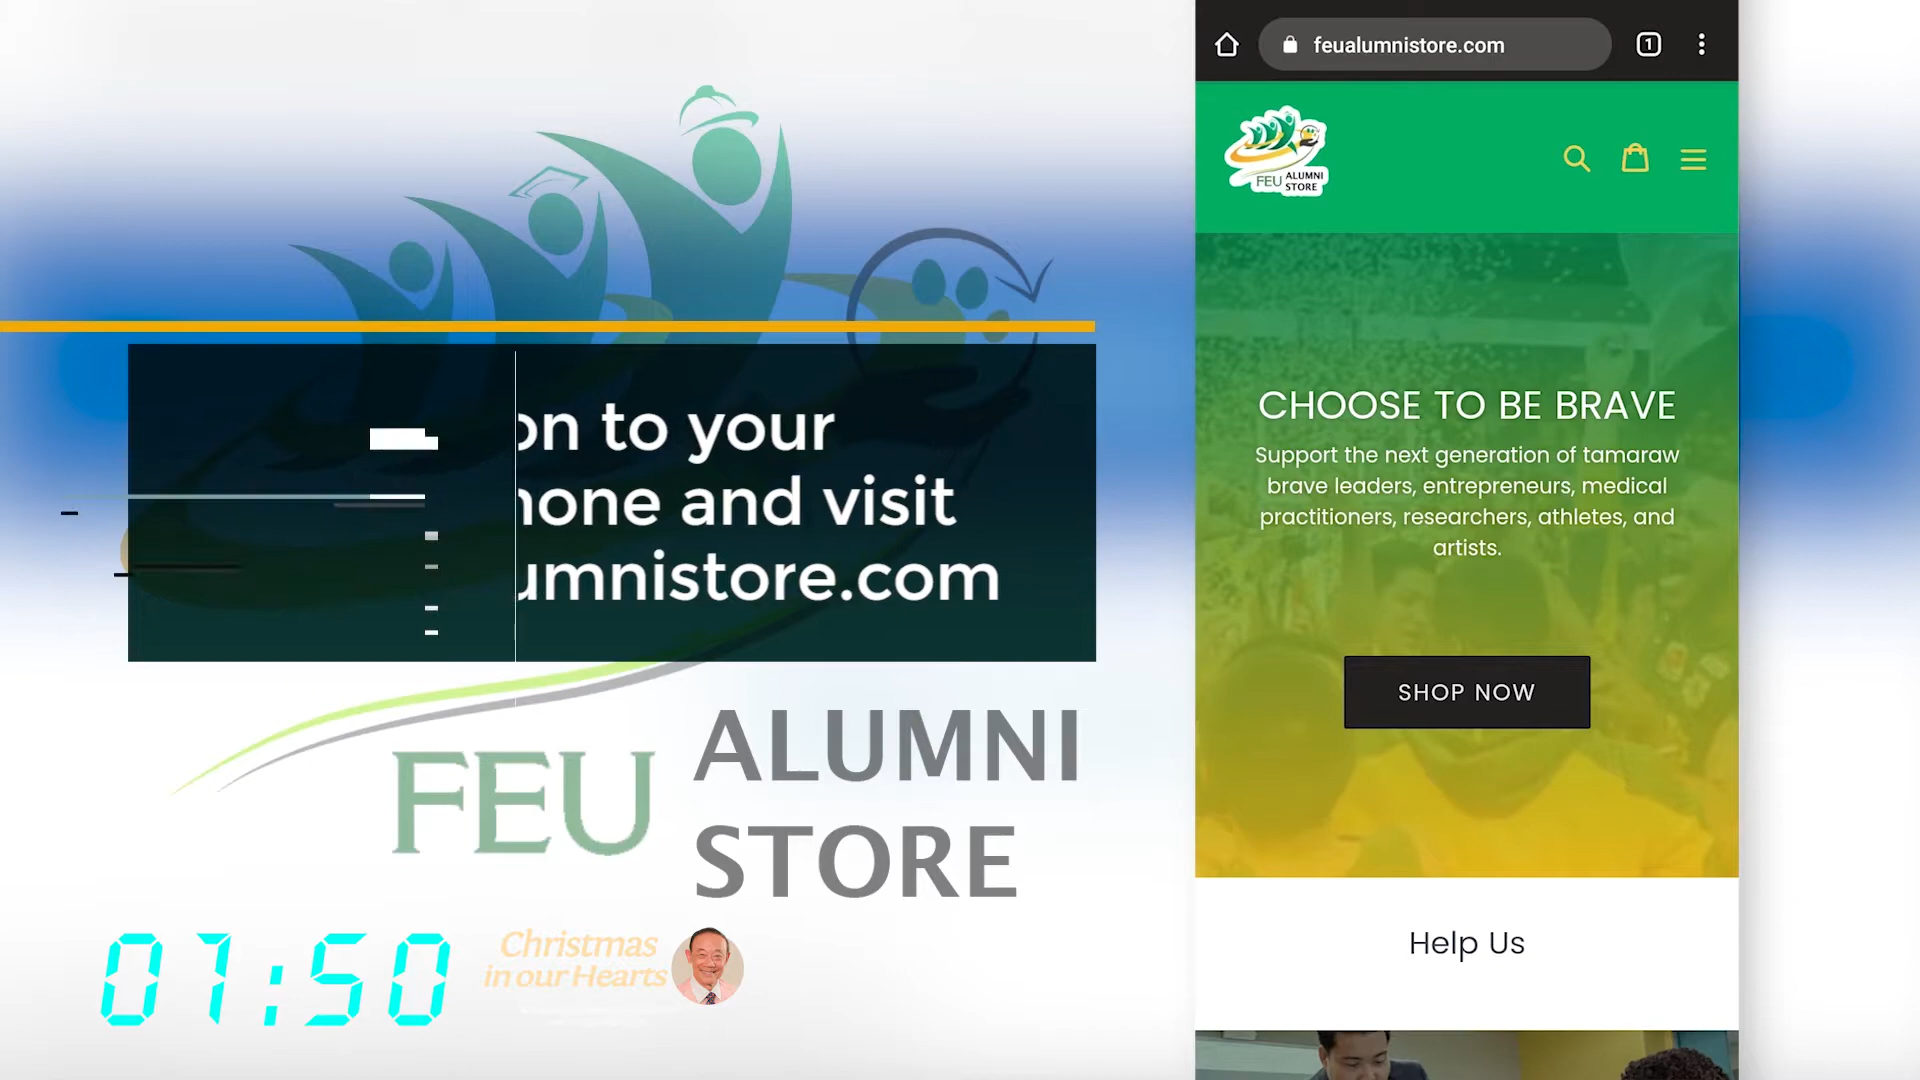 feualumnistore.com
1
FEU ALUMNI
STORE
on to your
hone and visit
umnistore.com
CHOOSE TO BE BRAVE
Support the next generation of tamaraw
brave leaders, entrepreneurs, medical
practitioners, researchers, athletes, and
artists.
SHOP NOW
FEU ALUMNI
STORE
Help Us
07:50
Christmas
in our Hearts